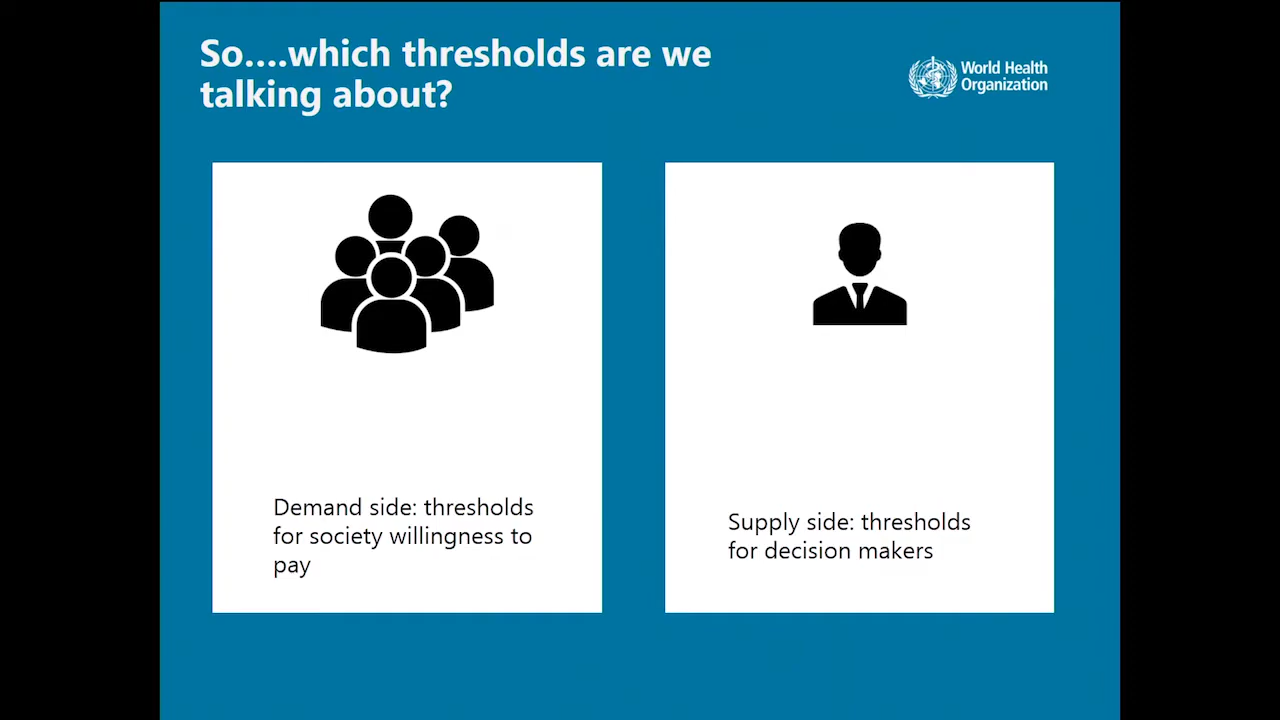 So....which thresholds are we
talking about?
World Health
Organization
Demand side: thresholds
for society willingness to
pay
Supply side: thresholds
for decision makers